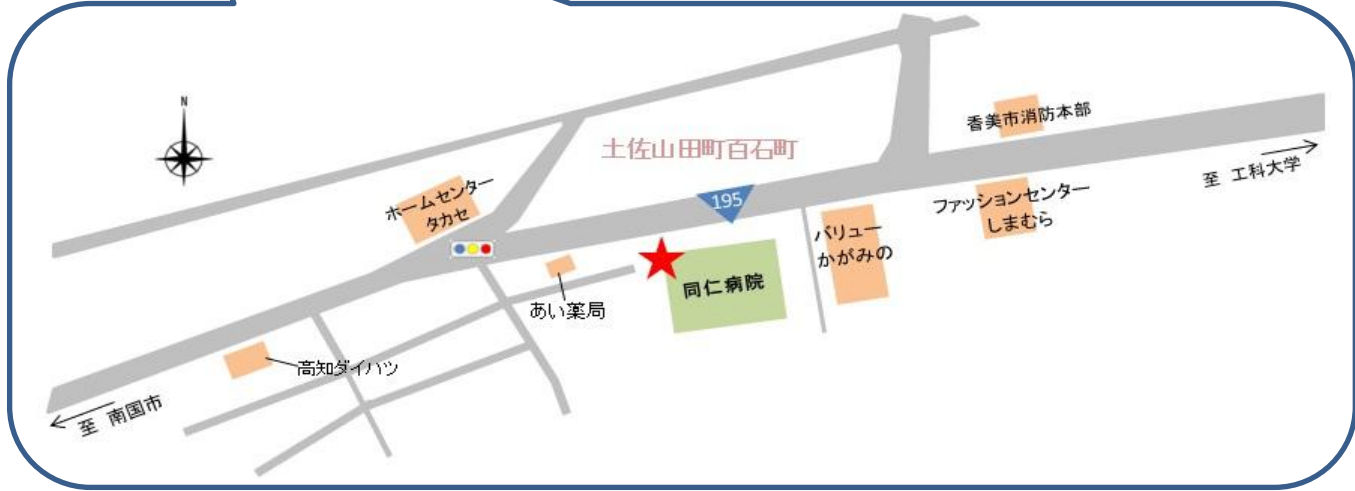 N
土佐山田町百石町
香美市消防本部
至 工科大学
ホームセンター
タカセ
195
ファッションセンター
しまむら
バリュー
かがみの
同仁病院
あい薬局
高知ダイハツ
至 南国市